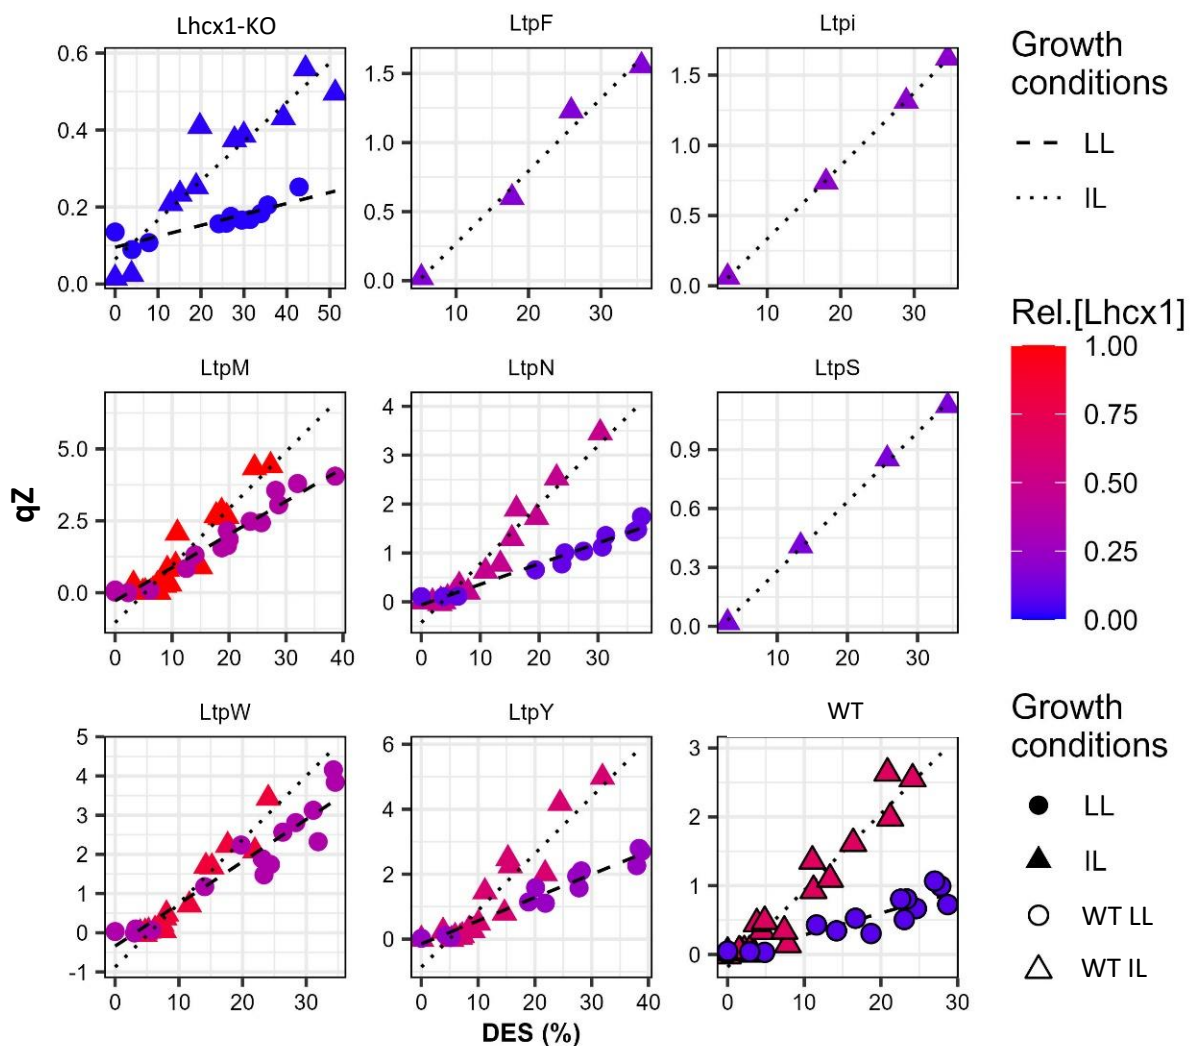 Lhcx1-KO
LtpF
Ltpi
0.6
0.4
0.2
0.0
0 10 20 30 40 50
1.5
1.0
0.5
0.0
10 20 30
1.5
1.0
0.5
0.0
10 20 30
LtpM
LtpN
LtpS
qZ
5.0
2.5
0.0
0 10 20 30 40
4
3
2
1
0
0 10 20 30
0.9
0.6
0.3
0.0
10 20 30
LtpW
LtpY
WT
5
4
3
2
1
0
-1
0 10 20 30
6
4
2
0
0 10 20 30 40
3
2
1
0
0 10 20 30
DES (%)
Growth
conditions
LL
IL
Rel.[Lhcx1]
1.00
0.75
0.50
0.25
0.00
Growth
conditions
LL
IL
WT LL
WT IL